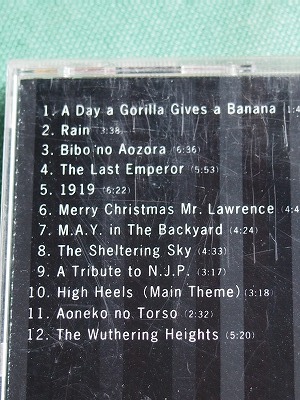 1. A Day a Gorilla Gives a Banana
2. Rain (3:38)
3. Bibo no Aozora (6:36)
4. The Last Emperor (5:53)
5. 1919 (6:22)
6. Merry Christmas Mr. Lawrence
7. M.A.Y. in The Backyard (4:24)
8. The Sheltering Sky (4:33)
9. A Tribute to N.J.P. (3:17)
10. High Heels (Main Theme) (3:18)
11. Aoneko no Torso (2:32)
12. The Wuthering Heights (5:20)